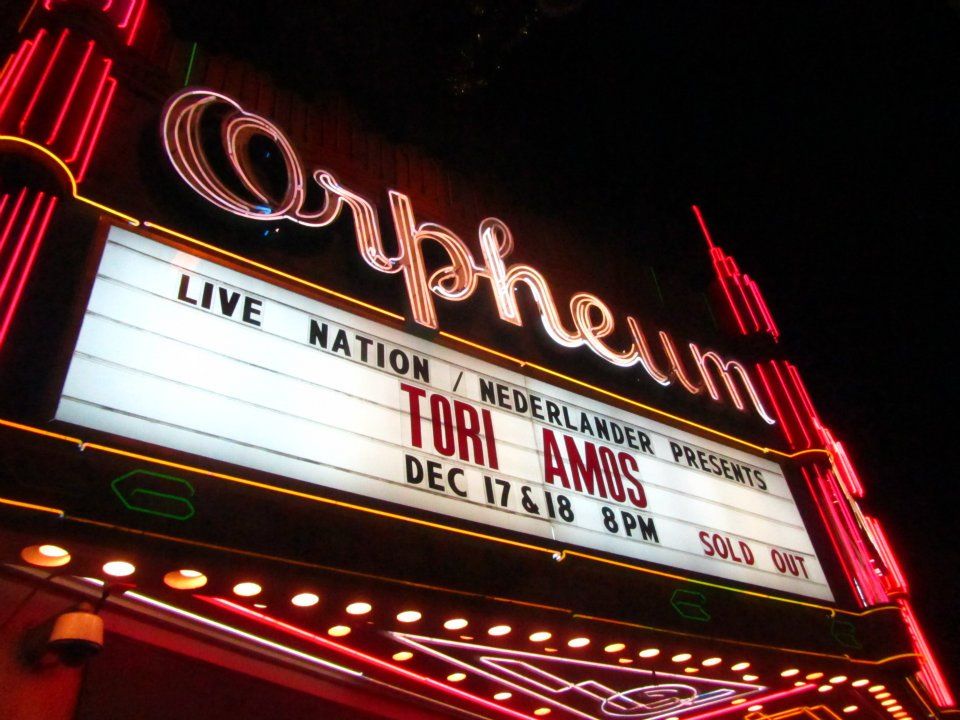 Orpheum
LIVE NATION / NEDERLANDER PRESENTS
TORI AMOS
DEC 17 & 18 8PM
SOLD OUT